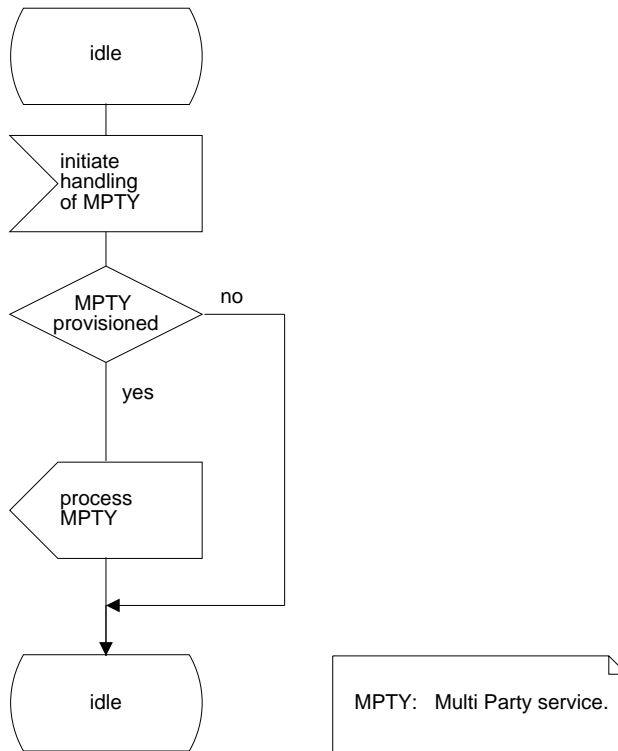 idle
initiate
handling
of MPTY
MPTY
provisioned
no
yes
process
MPTY
idle
MPTY: Multi Party service.